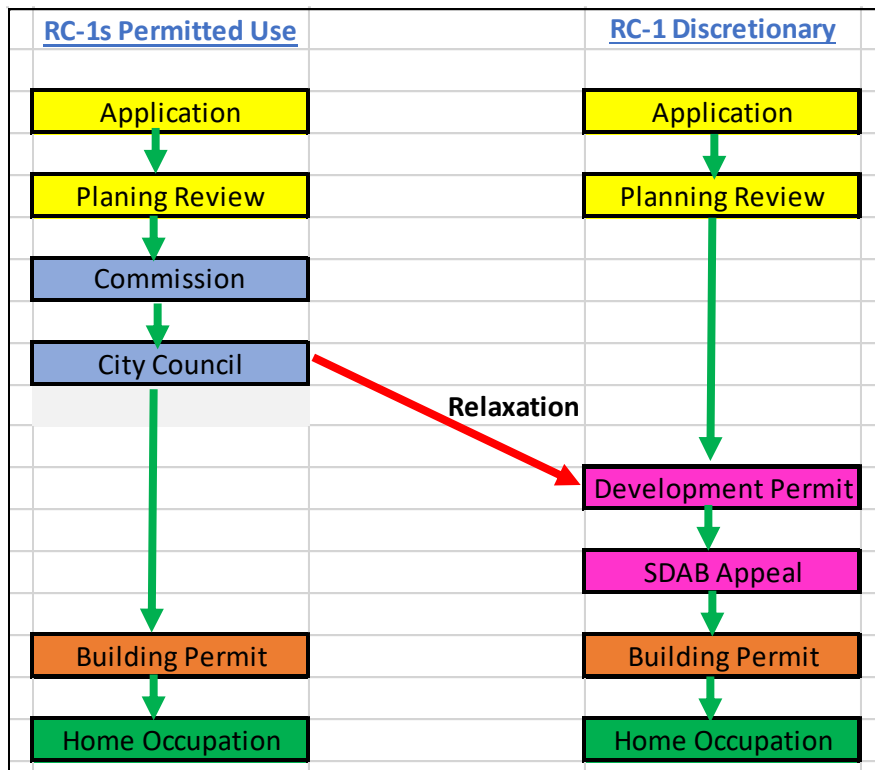 RC-1s Permitted Use
Application
Planing Review
Commission
City Council
Building Permit
Home Occupation
Relaxation
RC-1 Discretionary
Application
Planning Review
Development Permit
SDAB Appeal
Building Permit
Home Occupation